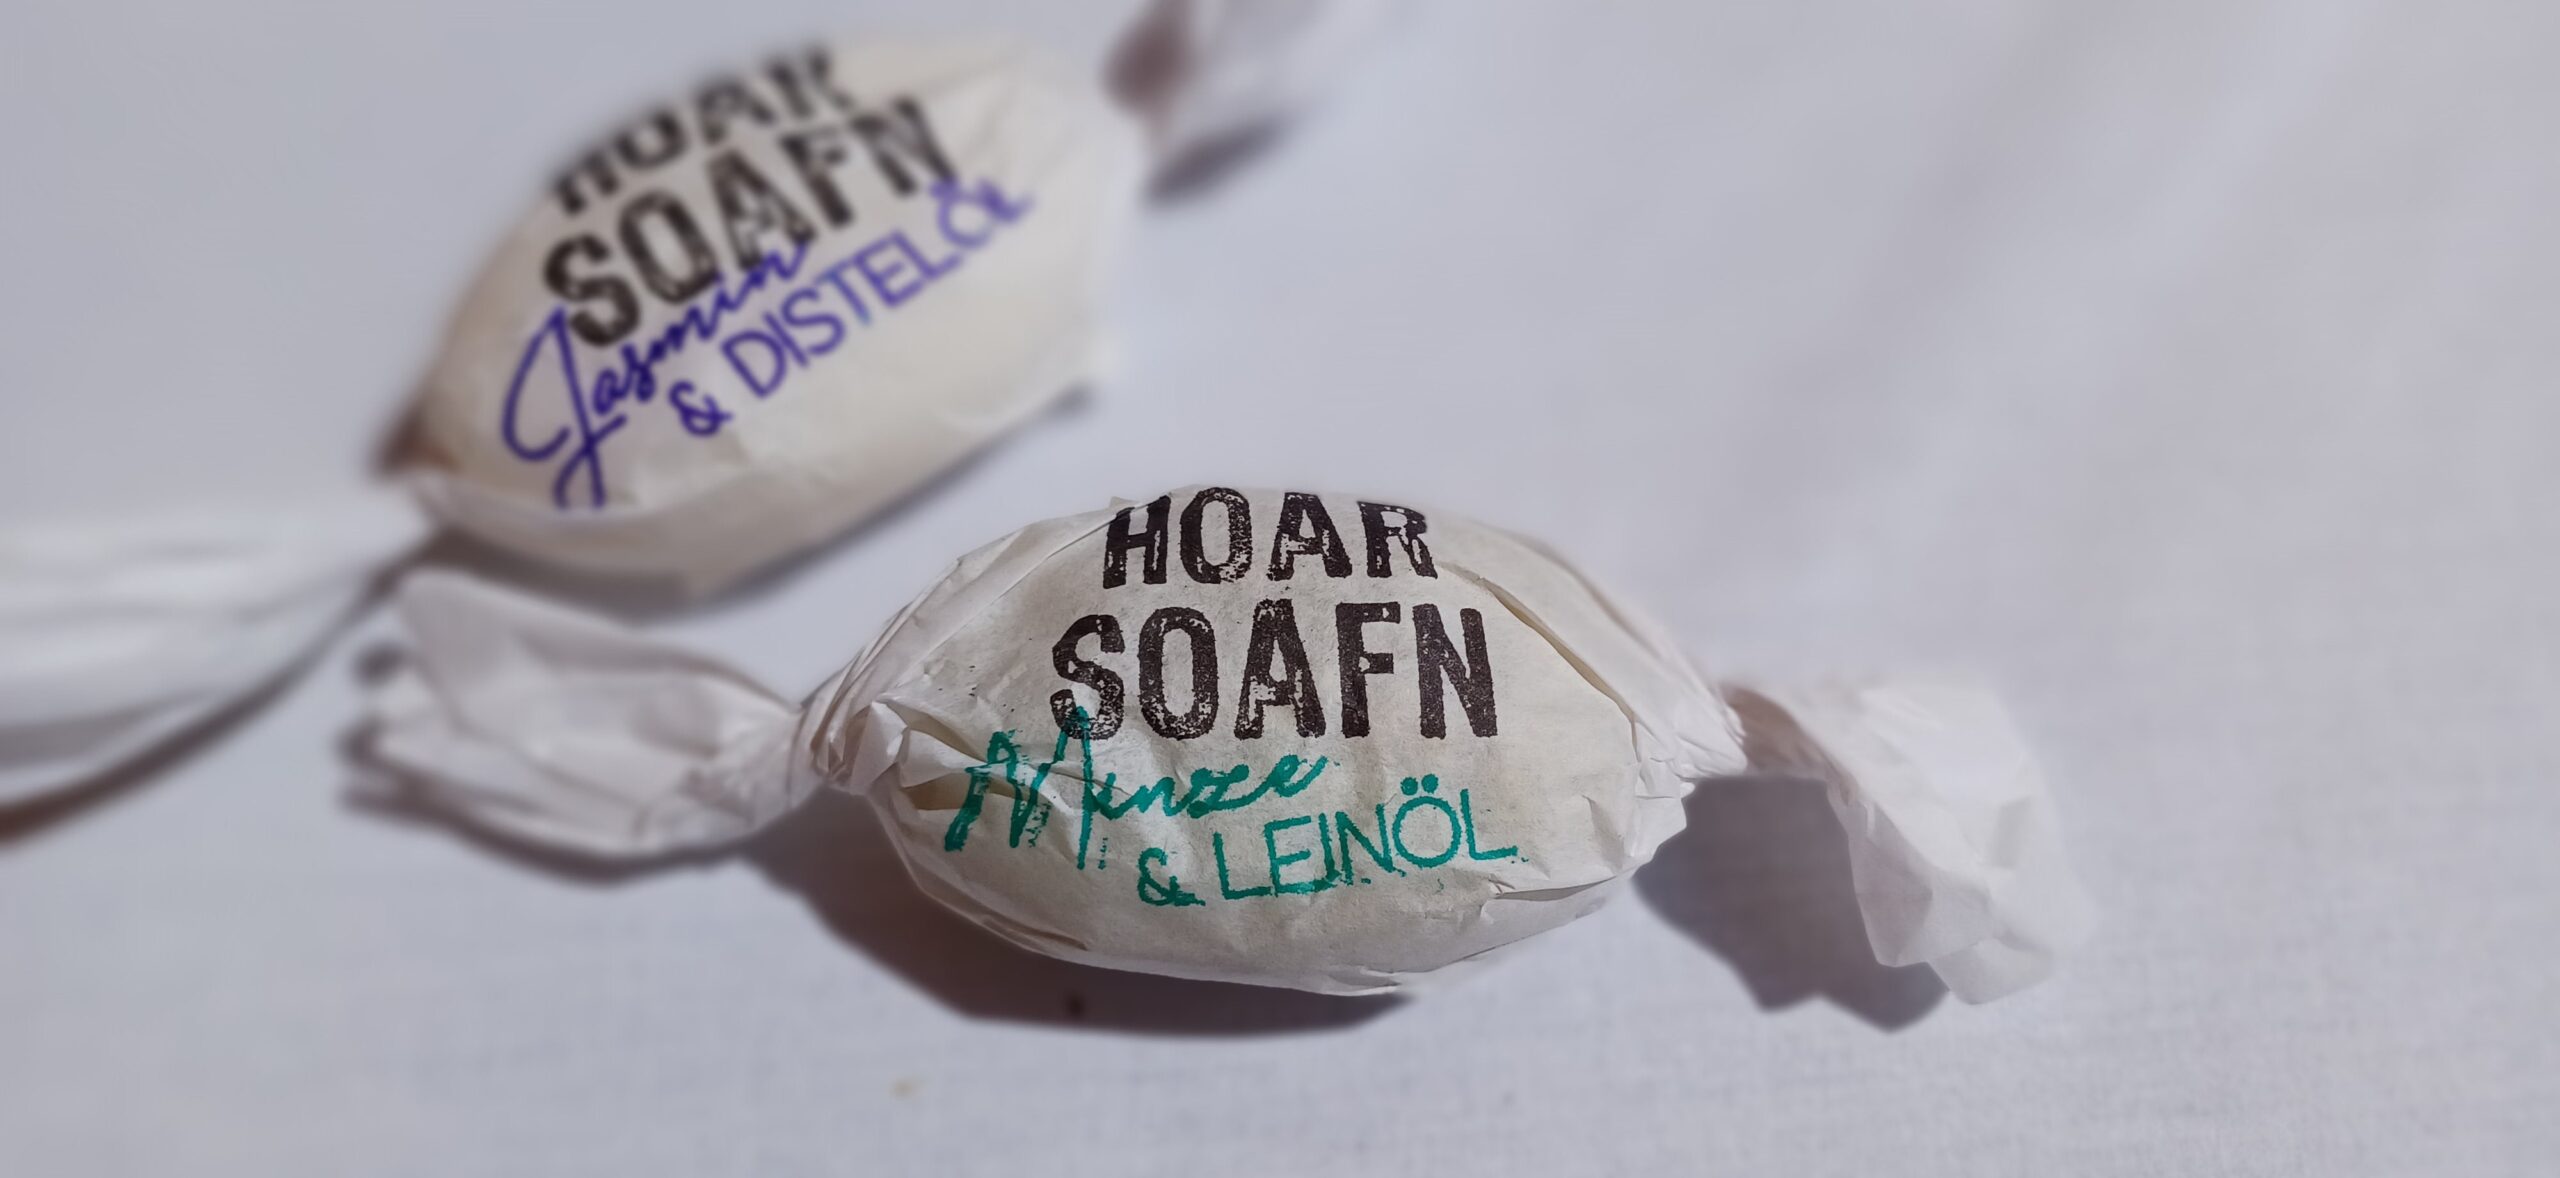 HOAR
SOAFN
Jasmin
& DISTELÖL
HOAR
SOAFN
Minze
& LEINÖL